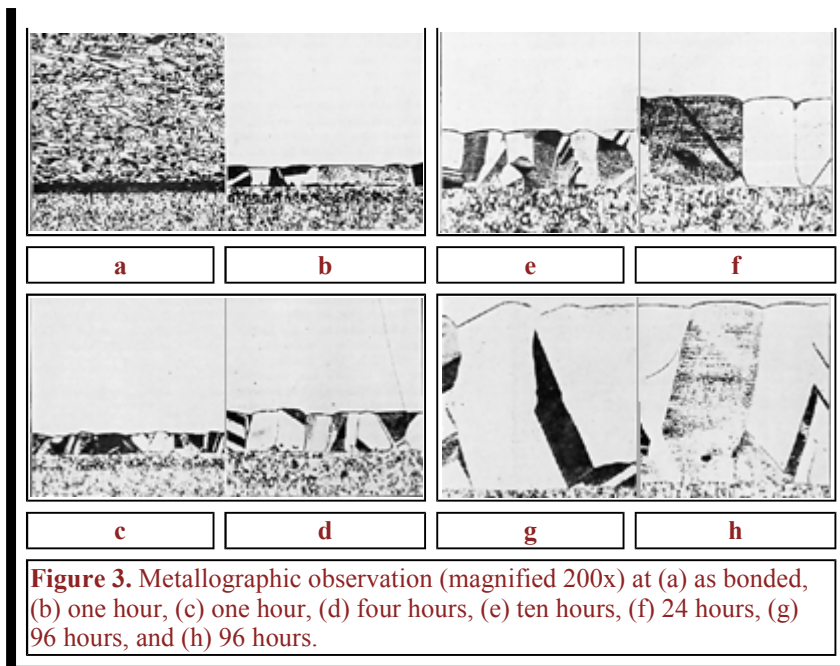 a
b
e
f
c
d
g
h
Figure 3. Metallographic observation (magnified 200x) at (a) as bonded,
(b) one hour, (c) one hour, (d) four hours, (e) ten hours, (f) 24 hours, (g)
96 hours, and (h) 96 hours.